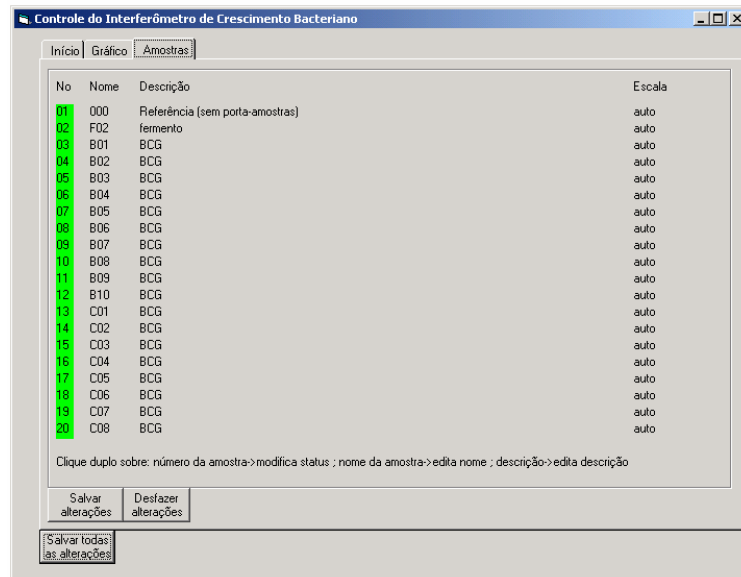 Controle do Interferômetro de Crescimento Bacteriano
Início Gráfico Amostras
No Nome Descrição Escala
01 000 Referência (sem porta-amostras) auto
02 F02 fermento auto
03 B01 BCG auto
04 B02 BCG auto
05 B03 BCG auto
06 B04 BCG auto
07 B05 BCG auto
08 B06 BCG auto
09 B07 BCG auto
10 B08 BCG auto
11 B09 BCG auto
12 B10 BCG auto
13 C01 BCG auto
14 C02 BCG auto
15 C03 BCG auto
16 C04 BCG auto
17 C05 BCG auto
18 C06 BCG auto
19 C07 BCG auto
20 C08 BCG auto
Clique duplo sobre: número da amostra->modifica status ; nome da amostra->edita nome ; descrição->edita descrição
Salvar
alterações
Desfazer
alterações
Salvar todas
as alterações